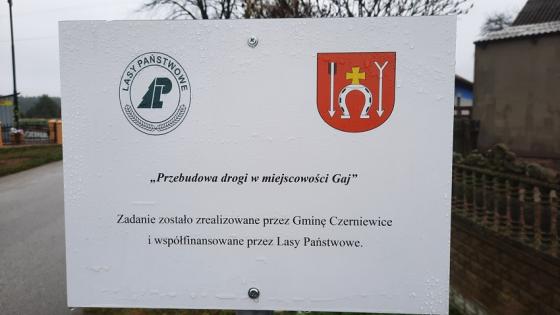 LASY PAŃSTWOWE
„Przebudowa drogi w miejscowości Gaj”
Zadanie zostało zrealizowane przez Gminę Czerniewice
i współfinansowane przez Lasy Państwowe.